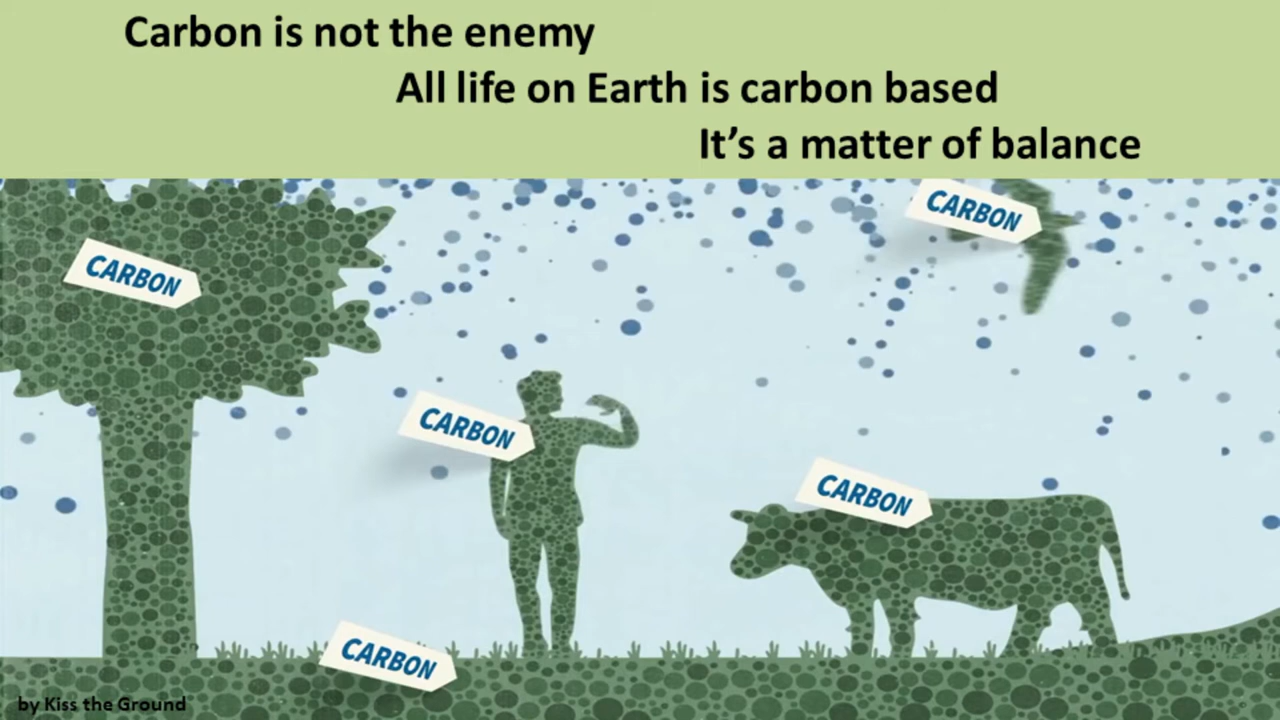 Carbon is not the enemy
All life on Earth is carbon based
It’s a matter of balance
CARBON
CARBON
CARBON
CARBON
CARBON
by Kiss the Ground